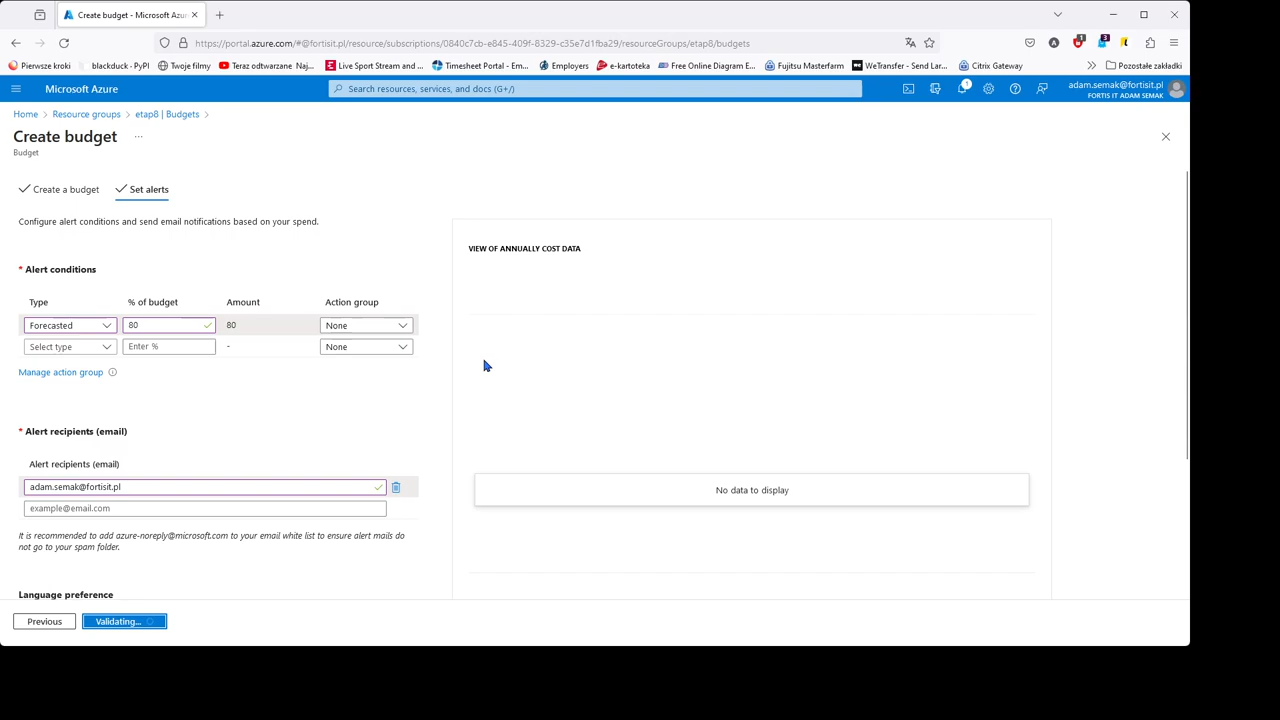 Create budget - Microsoft Azu
https://portal.azure.com/#@fortisit.pl/resource/subscriptions/0840c7
e845-409f-8329-c35e7d1fba29/resourceGroups/etap8/budgets
Pierwsze kroki
blackduck · PyPI
Twoje filmy
Teraz odtwarzane: Naj...
Live Sport Stream and ...
Timesheet Portal - Em...
Employers
e-kartoteka
Free Online Diagram E...
Fujitsu Masterfarm
WeTransfer - Send Lar...
Citrix Gateway
Pozostałe zakładki
Microsoft Azure
Search resources, services, and docs (G+/)
1
adam.semak@fortisit.pl
FORTIS IT ADAM SEMAK
Home > Resource groups > etap8 | Budgets >
Create budget ...
Budget
Create a budget
Set alerts
Configure alert conditions and send email notifications based on your spend.
* Alert conditions
Type % of budget Amount Action group
Forecasted 80 80 None
Select type Enter % - None
Manage action group
* Alert recipients (email)
Alert recipients (email)
adam.semak@fortisit.pl
example@email.com
It is recommended to add azure-noreply@microsoft.com to your email white list to ensure alert mails do
not go to your spam folder.
Language preference
Previous
Validating...
VIEW OF ANNUALLY COST DATA
No data to display